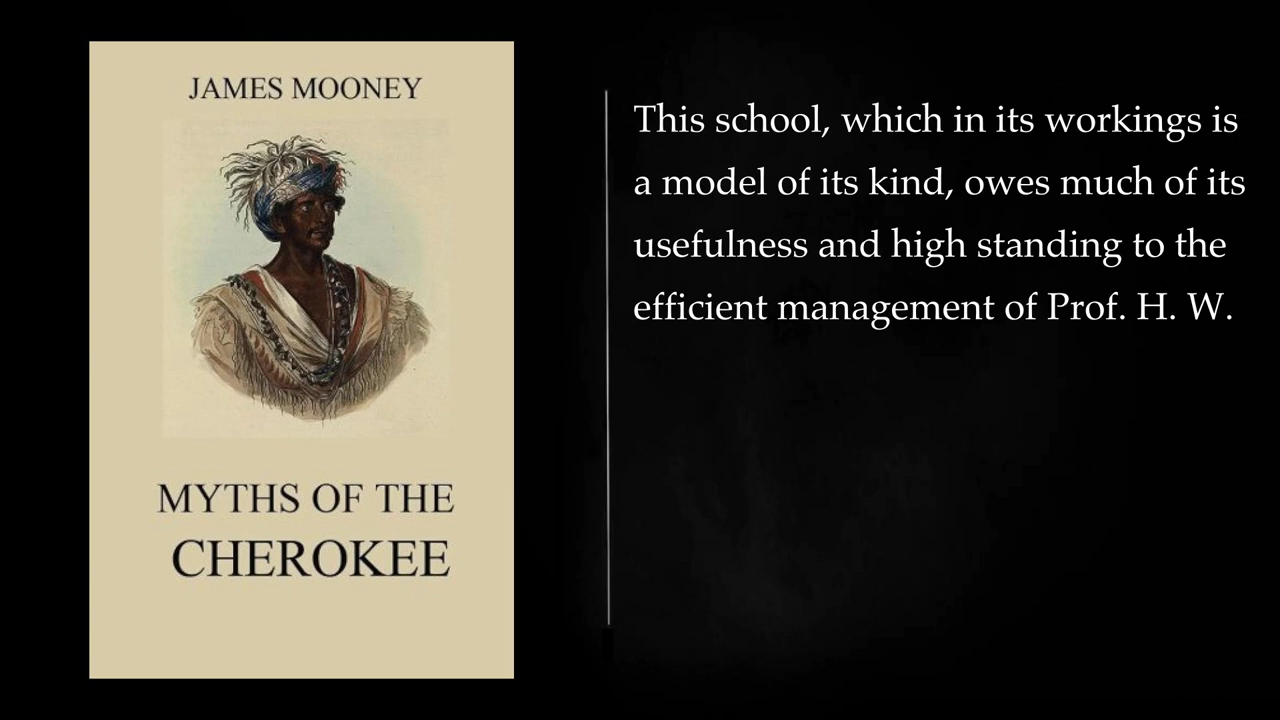 JAMES MOONEY
MYTHS OF THE
CHEROKEE
This school, which in its workings is
a model of its kind, owes much of its
usefulness and high standing to the
efficient management of Prof. H. W.